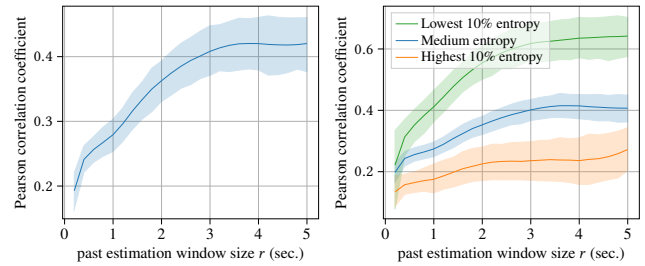 Pearson correlation coefficient
0.4
0.3
0.2
0 1 2 3 4 5
past estimation window size r (sec.)
Pearson correlation coefficient
0.6
0.4
0.2
Lowest 10% entropy
Medium entropy
Highest 10% entropy
0 1 2 3 4 5
past estimation window size r (sec.)